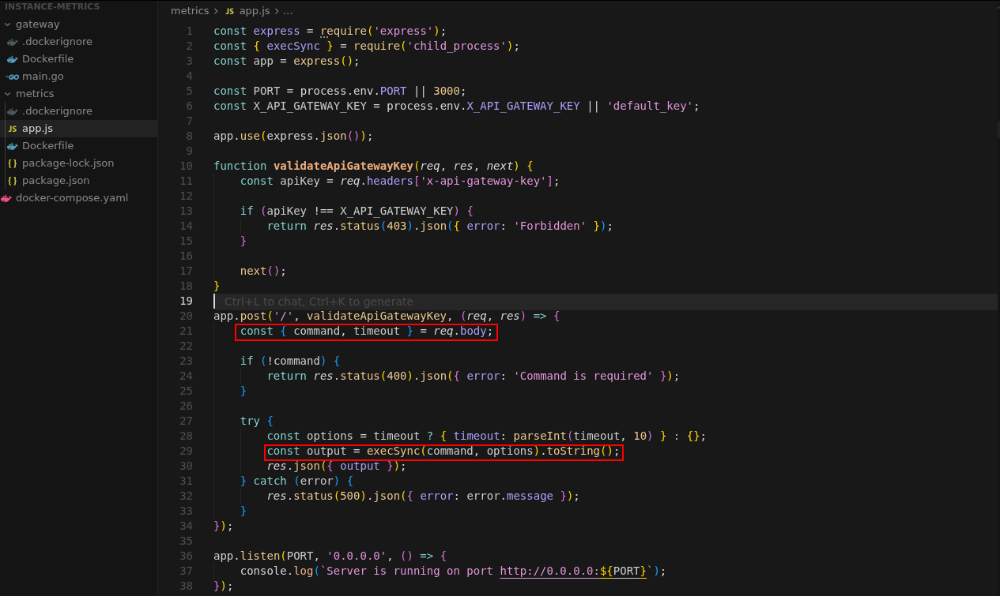 INSTANCE-METRICS
gateway
.dockerignore
Dockerfile
main.go
metrics
.dockerignore
JS app.js
Dockerfile
{} package-lock.json
{} package.json
docker-compose.yaml
metrics > JS app.js > ...
1 const express = require('express');
2 const { execSync } = require('child_process');
3 const app = express();
4
5 const PORT = process.env.PORT || 3000;
6 const X_API_GATEWAY_KEY = process.env.X_API_GATEWAY_KEY || 'default_key';
7
8 app.use(express.json());
9
10 function validateApiGatewayKey(req, res, next) {
11     const apiKey = req.headers['x-api-gateway-key'];
12
13     if (apiKey !== X_API_GATEWAY_KEY) {
14         return res.status(403).json({ error: 'Forbidden' });
15     }
16
17     next();
18 }
19 Ctrl+L to chat, Ctrl+K to generate
20 app.post('/', validateApiGatewayKey, (req, res) => {
21     const { command, timeout } = req.body;
22
23     if (!command) {
24         return res.status(400).json({ error: 'Command is required' });
25     }
26
27     try {
28         const options = timeout ? { timeout: parseInt(timeout, 10) } : {};
29         const output = execSync(command, options).toString();
30         res.json({ output });
31     } catch (error) {
32         res.status(500).json({ error: error.message });
33     }
34 });
35
36 app.listen(PORT, '0.0.0.0', () => {
37     console.log(`Server is running on port http://0.0.0.0:${PORT}`);
38 });